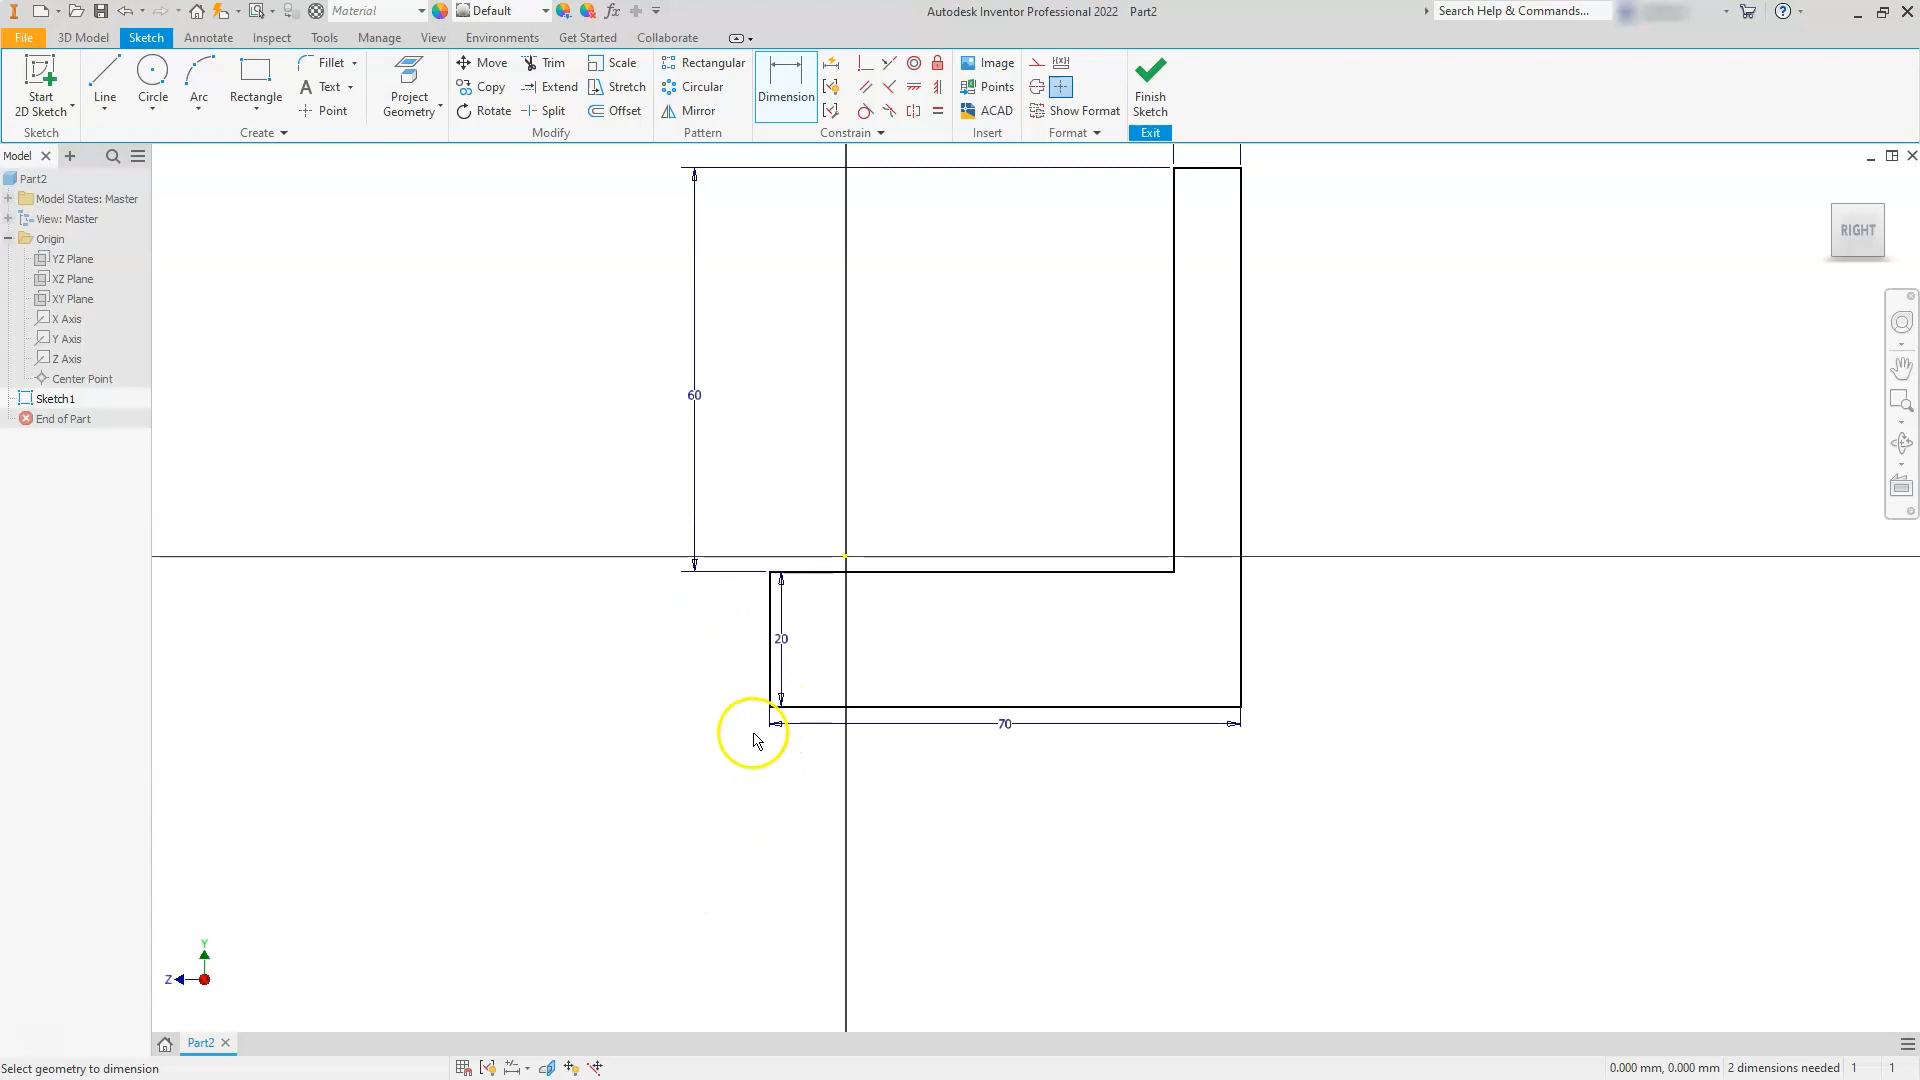 Material
Default
Autodesk Inventor Professional 2022 Part2
Search Help & Commands...
File 3D Model Sketch Annotate Inspect Tools Manage View Environments Get Started Collaborate
Start
2D Sketch
Line
Circle
Arc
Rectangle
Fillet
Text
Point
Project
Geometry
Move
Copy
Rotate
Trim
Extend
Split
Scale
Stretch
Offset
Rectangular
Circular
Mirror
Dimension
Image
Points
ACAD
Show Format
Finish
Sketch
Sketch Create Modify Pattern Constrain Insert Format Exit
Model
Part2
Model States: Master
View: Master
Origin
YZ Plane
XZ Plane
XY Plane
X Axis
Y Axis
Z Axis
Center Point
Sketch1
End of Part
RIGHT
60
20
70
Y
Z
Part2
Select geometry to dimension
0.000 mm, 0.000 mm 2 dimensions needed 1 1